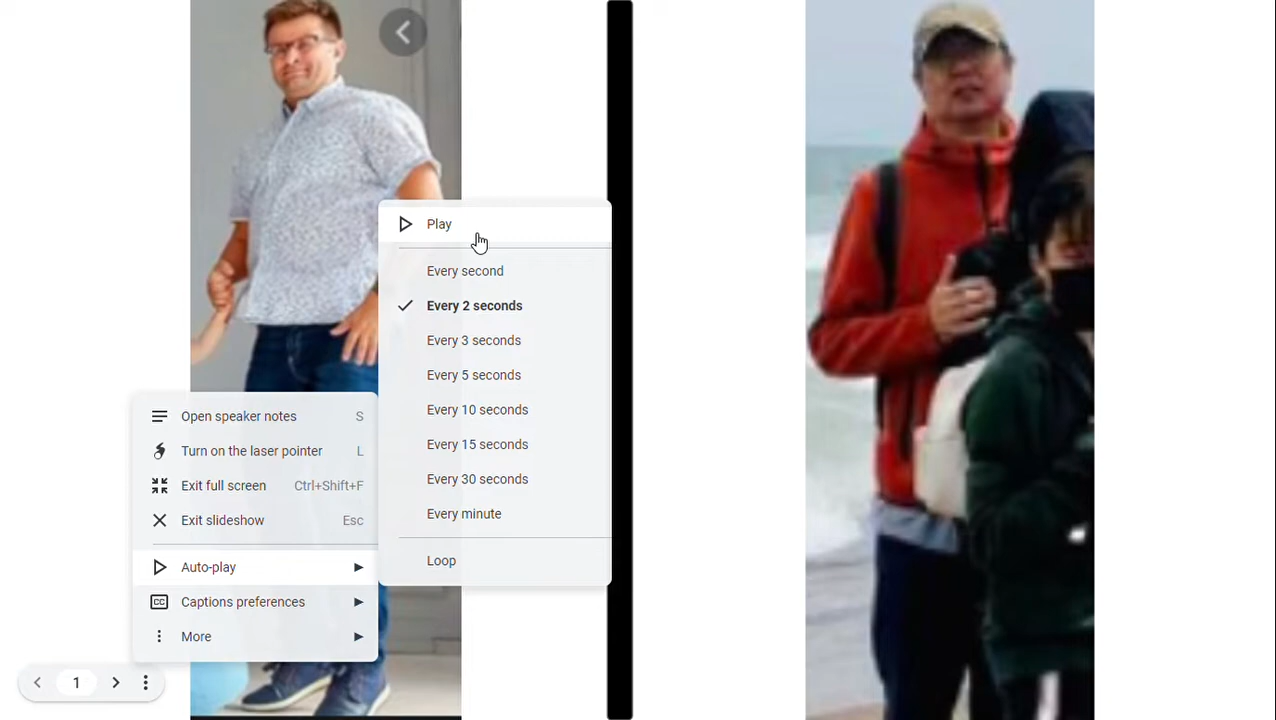 Play
Every second
Every 2 seconds
Every 3 seconds
Every 5 seconds
Every 10 seconds
Every 15 seconds
Every 30 seconds
Every minute
Loop
Open speaker notes S
Turn on the laser pointer L
Exit full screen Ctrl+Shift+F
Exit slideshow Esc
Auto-play
CC Captions preferences
More
1